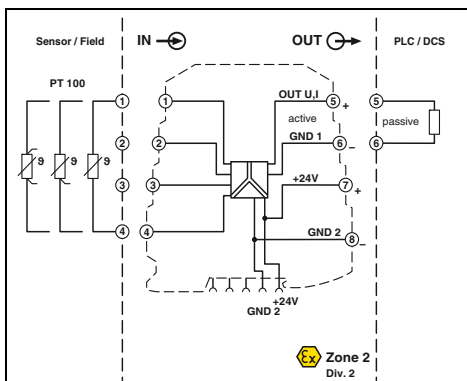 Sensor / Field
IN
OUT
PLC / DCS
PT 100
1
1
OUT U,I
5
+
5
active
passive
2
2
GND 1
6
–
6
ϑ
ϑ
ϑ
3
3
+24V
7
+
4
4
GND 2
8
–
+24V
GND 2
Ex
Zone 2
Div. 2